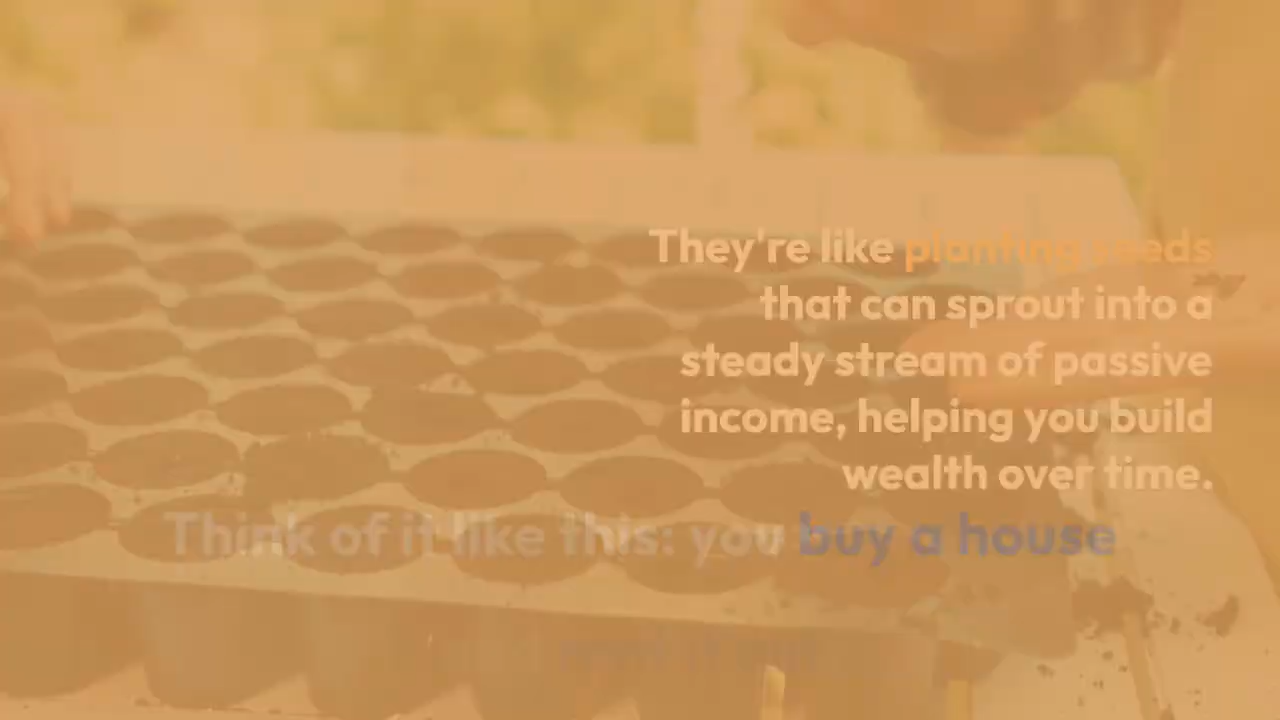 They're like planting seeds
that can sprout into a
steady stream of passive
income, helping you build
wealth over time.
Think of it like this: you buy a house